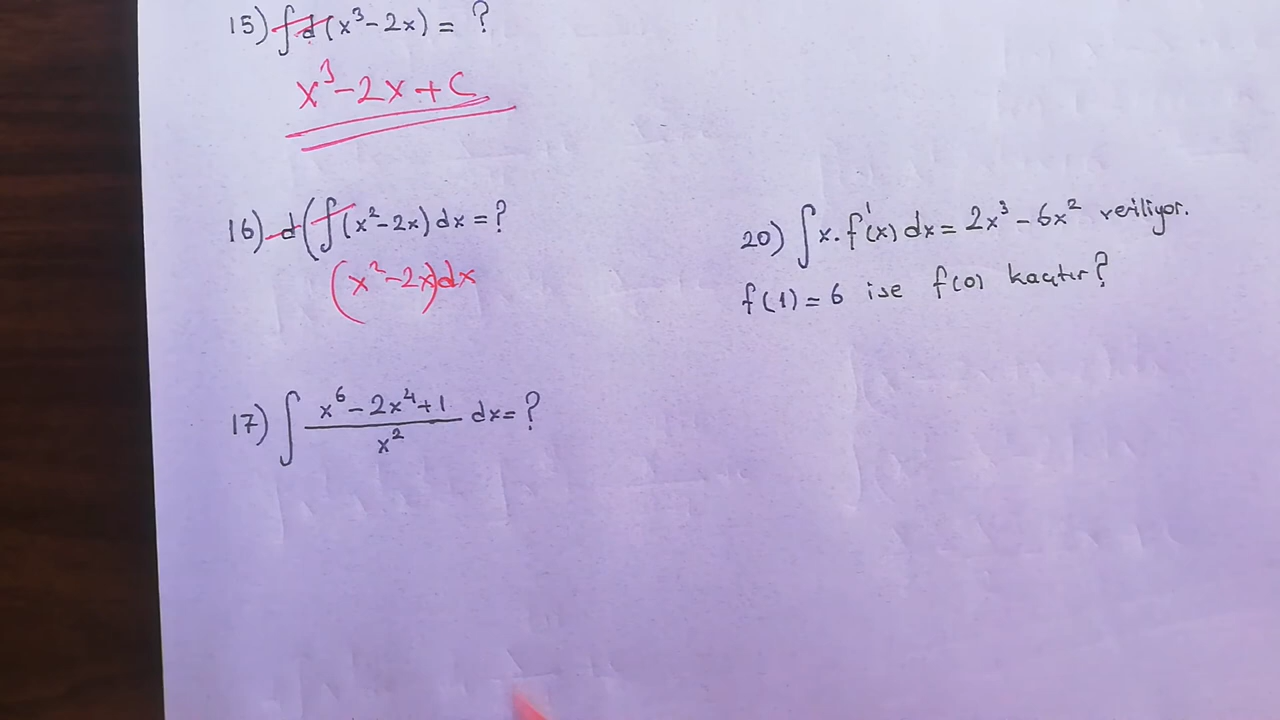 15) ∫d(x³-2x) = ?
x³-2x+C
16) d(∫(x²-2x)dx = ?
(x²-2x)dx
17) ∫ (x⁶-2x⁴+1)/x² dx = ?
20) ∫x.f'(x)dx = 2x³-6x² veriliyor.
f(1) = 6 ise f(0) kaçtır?